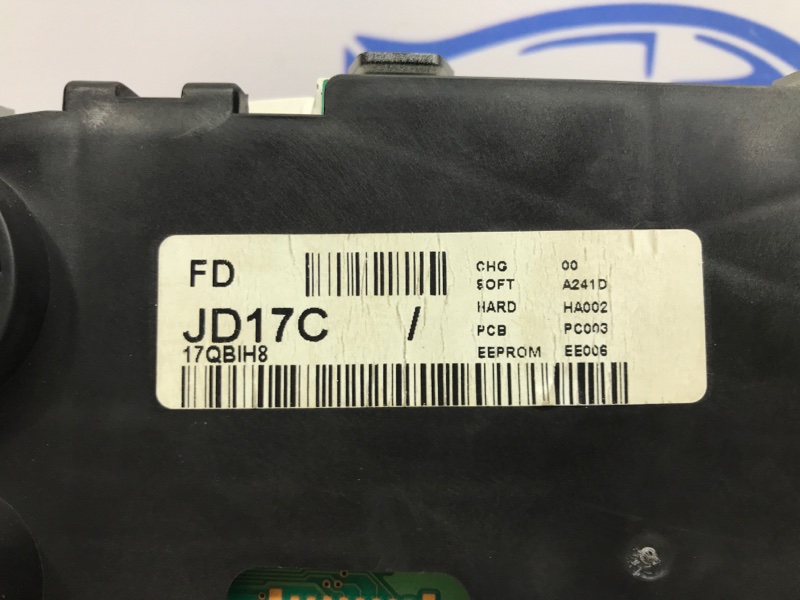 FD
JD17C /
17QBIH8
CHG 00
SOFT A241D
HARD HA002
PCB PC003
EEPROM EE006